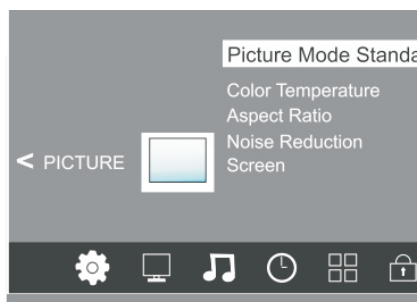 Picture Mode Standa
Color Temperature
Aspect Ratio
Noise Reduction
< PICTURE
Screen